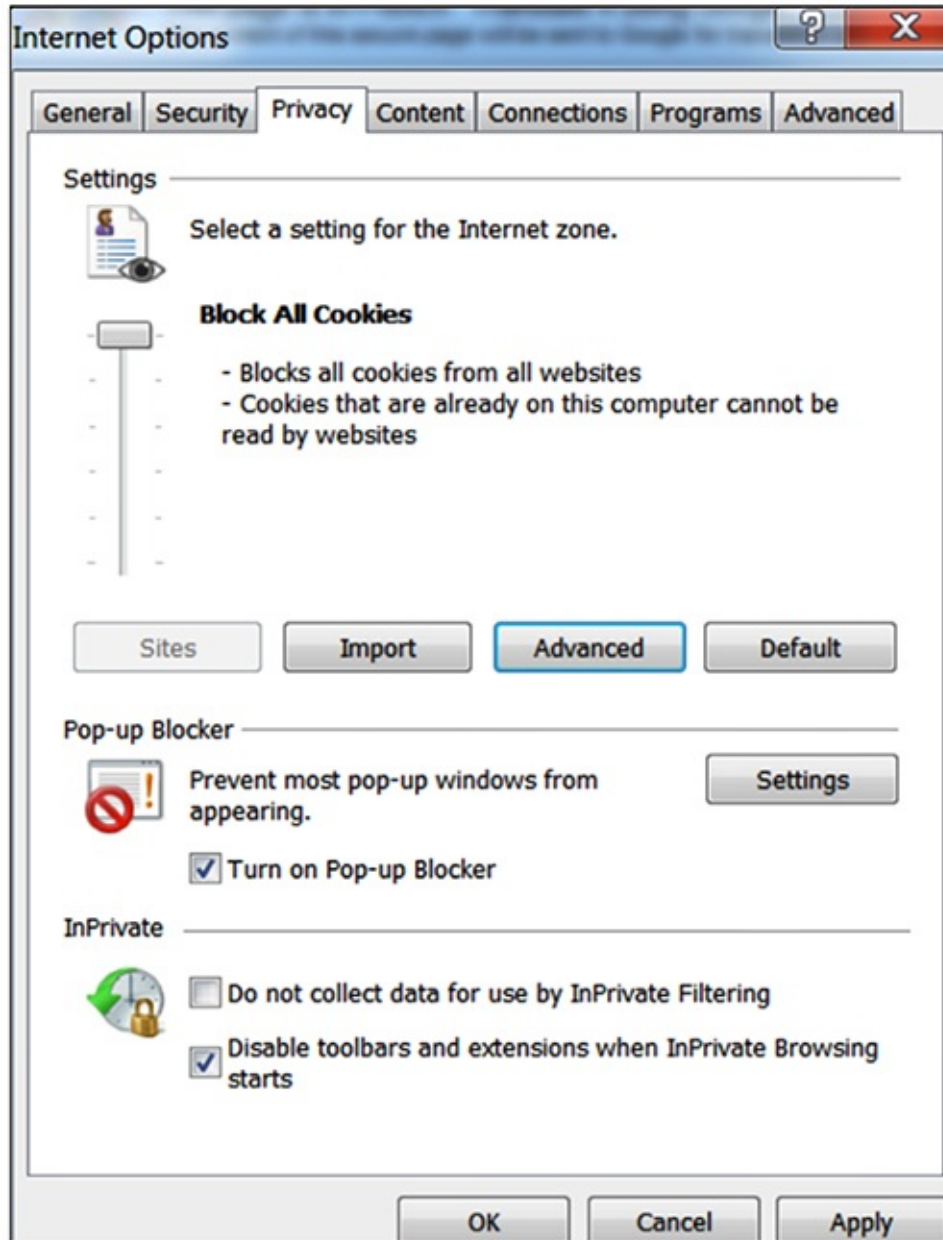 Internet Options
General Security Privacy Content Connections Programs Advanced
Settings
Select a setting for the Internet zone.
Block All Cookies
- Blocks all cookies from all websites
- Cookies that are already on this computer cannot be
read by websites
Sites Import Advanced Default
Pop-up Blocker
Prevent most pop-up windows from
appearing.
Settings
Turn on Pop-up Blocker
InPrivate
Do not collect data for use by InPrivate Filtering
Disable toolbars and extensions when InPrivate Browsing
starts
OK Cancel Apply